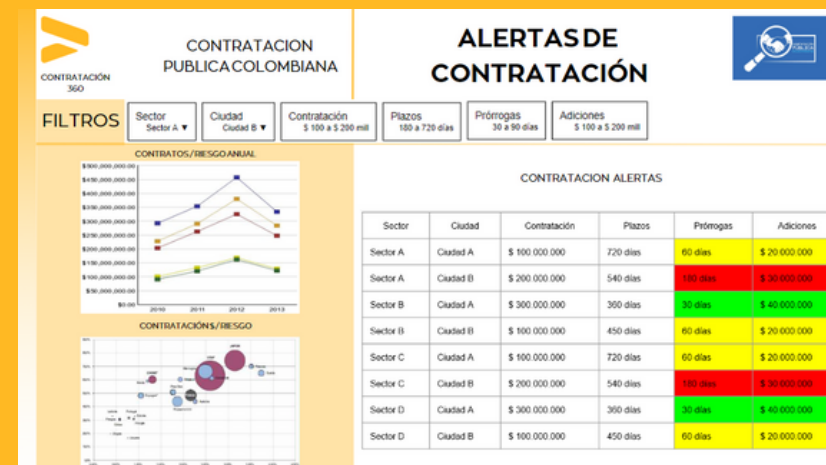 CONTRATACIÓN
360
CONTRATACION
PUBLICA COLOMBIANA
ALERTAS DE
CONTRATACIÓN
FILTROS
Sector
Sector A ▼
Ciudad
Ciudad B ▼
Contratación
$ 100 a $ 200 mill
Plazos
180 a 720 días
Prórrogas
30 a 90 días
Adiciones
$ 100 a $ 200 mill
CONTRATOS/RIESGO ANUAL
$500,000,000.00
$450,000,000.00
$400,000,000.00
$350,000,000.00
$300,000,000.00
$250,000,000.00
$200,000,000.00
$150,000,000.00
$100,000,000.00
$50,000,000.00
$0.00
2010 2011 2012 2013
CONTRATACIÓN$/RIESGO
CONTRATACION ALERTAS
Sector Ciudad Contratación Plazos Prórrogas Adiciones
Sector A Ciudad A $ 100.000.000 720 días 60 días $ 20.000.000
Sector A Ciudad B $ 200.000.000 540 días 180 días $ 30.000.000
Sector B Ciudad A $ 300.000.000 360 días 30 días $ 40.000.000
Sector B Ciudad B $ 100.000.000 450 días 60 días $ 20.000.000
Sector C Ciudad A $ 100.000.000 720 días 60 días $ 20.000.000
Sector C Ciudad B $ 200.000.000 540 días 180 días $ 30.000.000
Sector D Ciudad A $ 300.000.000 360 días 30 días $ 40.000.000
Sector D Ciudad B $ 100.000.000 450 días 60 días $ 20.000.000